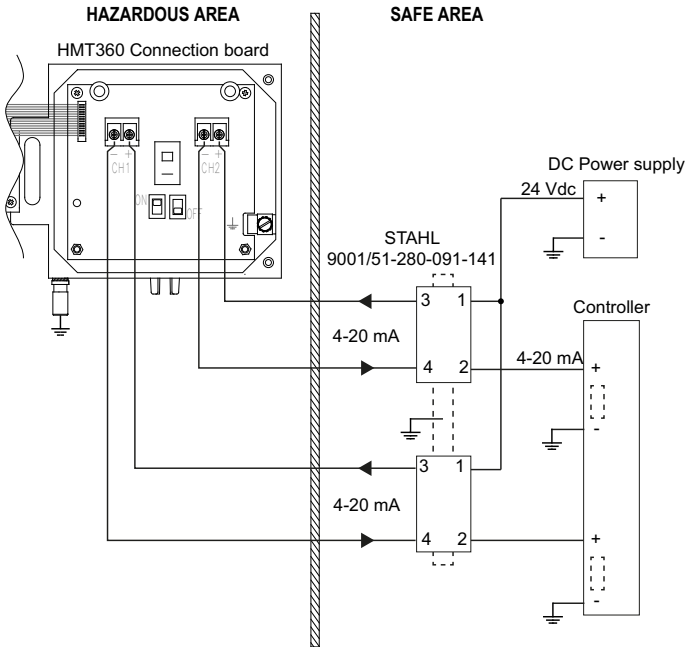 HAZARDOUS AREA
SAFE AREA
HMT360 Connection board
- +
CH1
- +
CH2
ON
OFF
DC Power supply
24 Vdc
+
-
STAHL
9001/51-280-091-141
3 1
4 2
4-20 mA
4-20 mA
Controller
+
-
3 1
4 2
4-20 mA
+
-